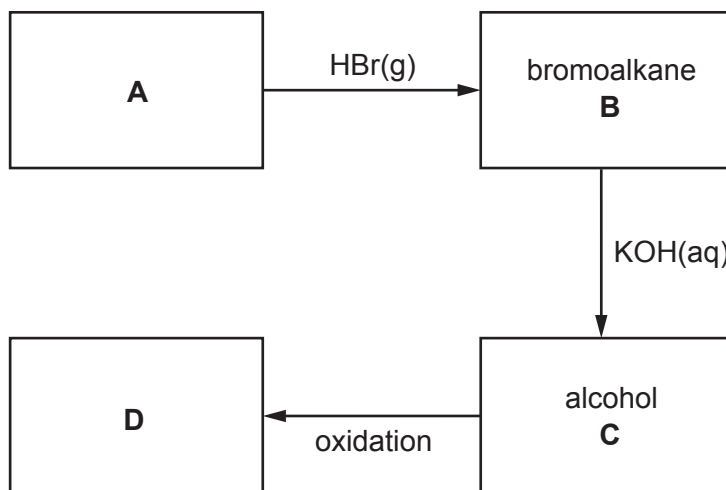 A
HBr(g)
bromoalkane
B
KOH(aq)
D
oxidation
alcohol
C